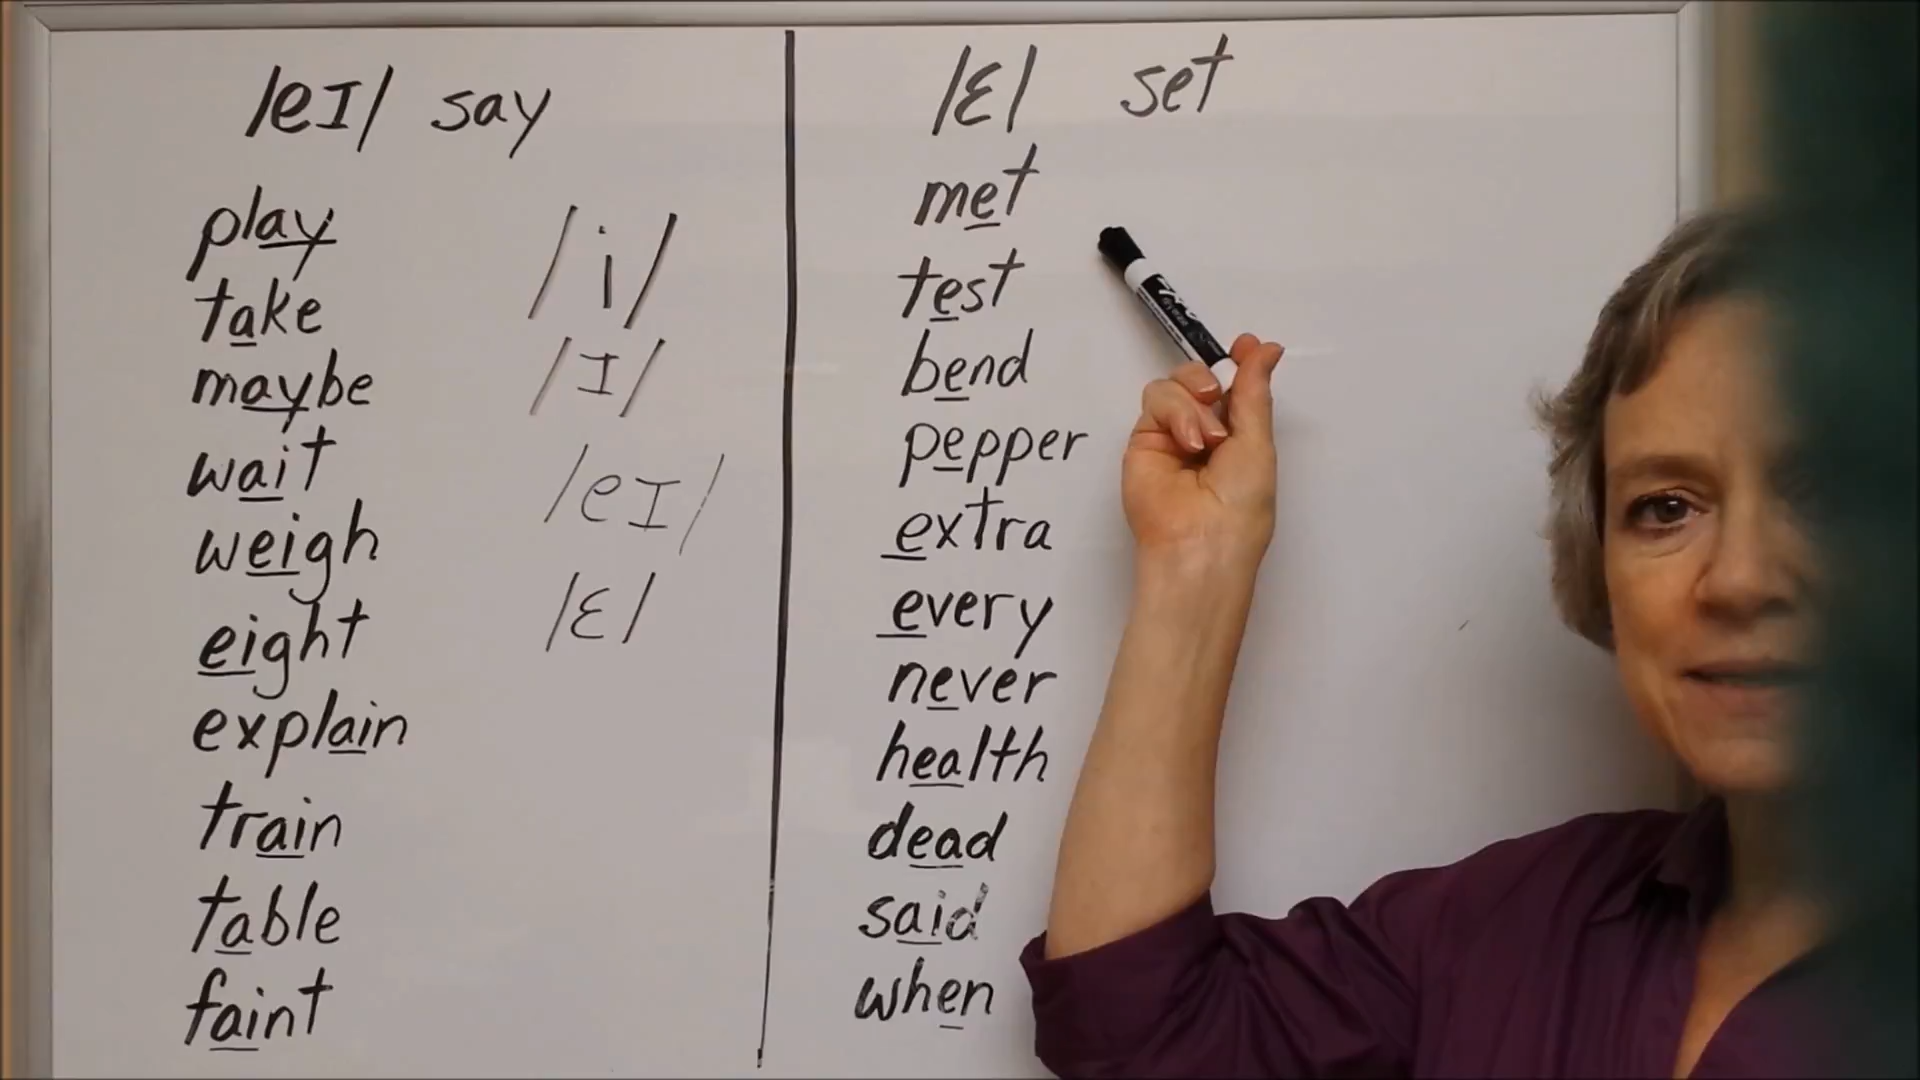 /eɪ/ say
play
take
maybe
wait
weigh
eight
explain
train
table
faint
/i/
/ɪ/
/eɪ/
/ɛ/
/ɛ/ set
met
test
bend
pepper
extra
every
never
health
dead
said
when